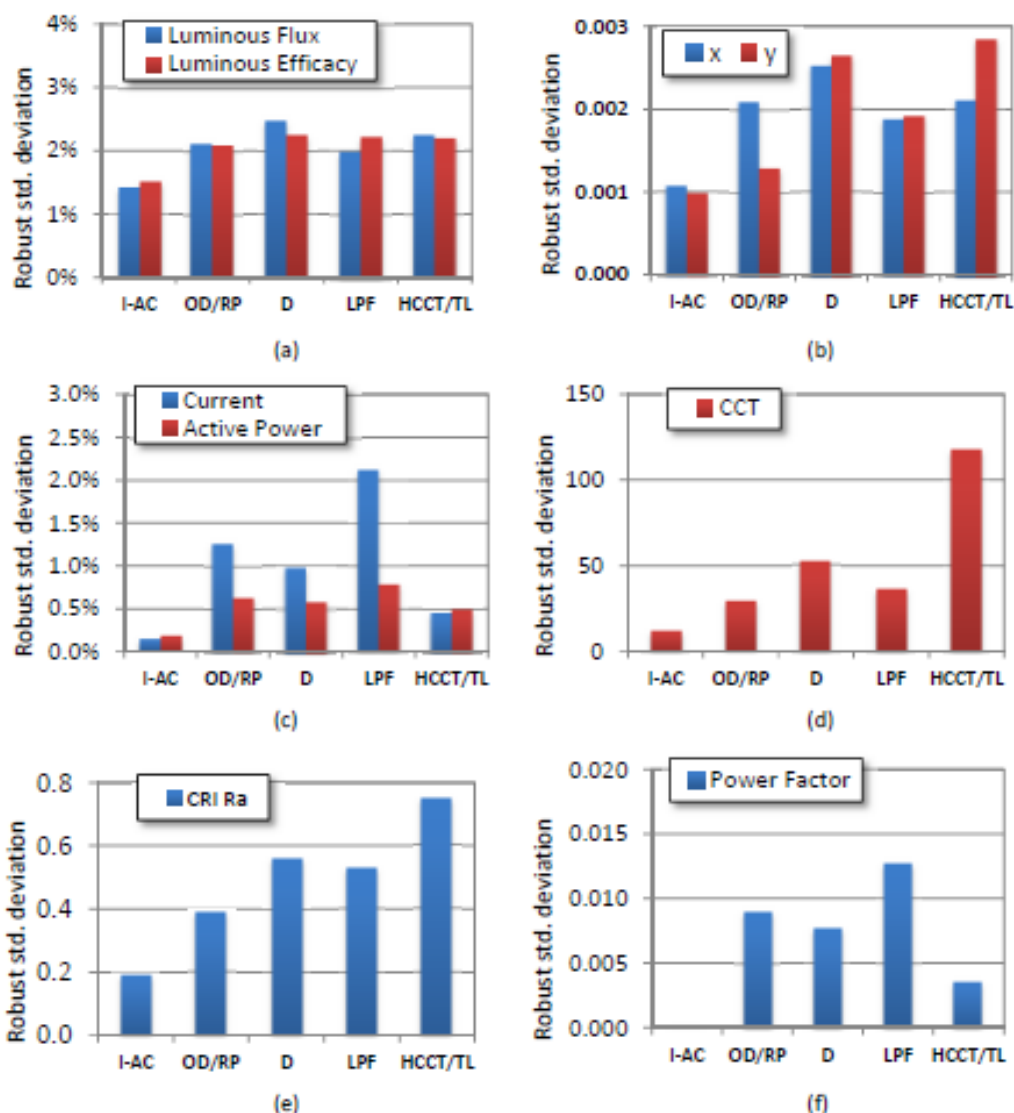 Robust std. deviation
4%
3%
2%
1%
0%
Luminous Flux
Luminous Efficacy
I-AC OD/RP D LPF HCCT/TL
(a)
Robust std. deviation
0.003
0.002
0.001
0.000
x y
I-AC OD/RP D LPF HCCT/TL
(b)
Robust std. deviation
3.0%
2.5%
2.0%
1.5%
1.0%
0.5%
0.0%
Current
Active Power
I-AC OD/RP D LPF HCCT/TL
(c)
Robust std. deviation
150
100
50
0
CCT
I-AC OD/RP D LPF HCCT/TL
(d)
Robust std. deviation
0.8
0.6
0.4
0.2
0.0
CRI Ra
I-AC OD/RP D LPF HCCT/TL
(e)
Robust std. deviation
0.020
0.015
0.010
0.005
0.000
Power Factor
I-AC OD/RP D LPF HCCT/TL
(f)